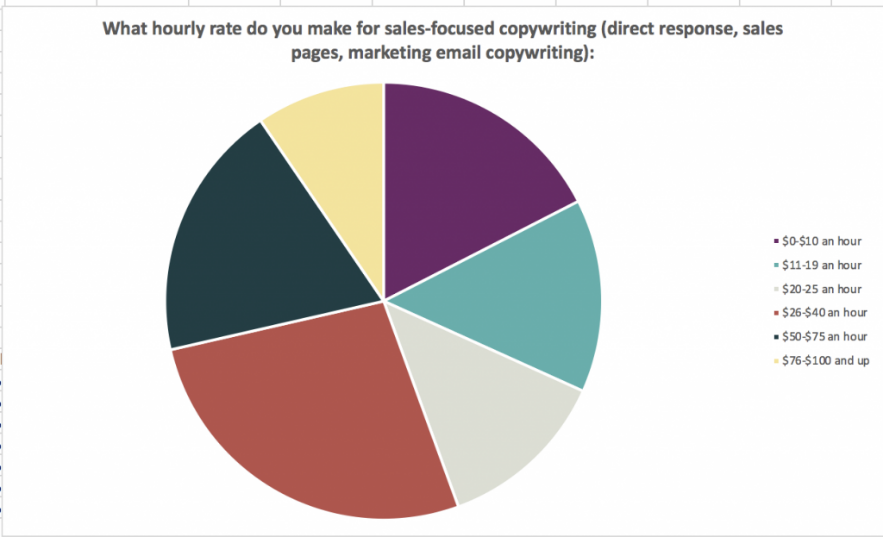 What hourly rate do you make for sales-focused copywriting (direct response, sales
pages, marketing email copywriting):
$0-$10 an hour
$11-19 an hour
$20-25 an hour
$26-$40 an hour
$50-$75 an hour
$76-$100 and up